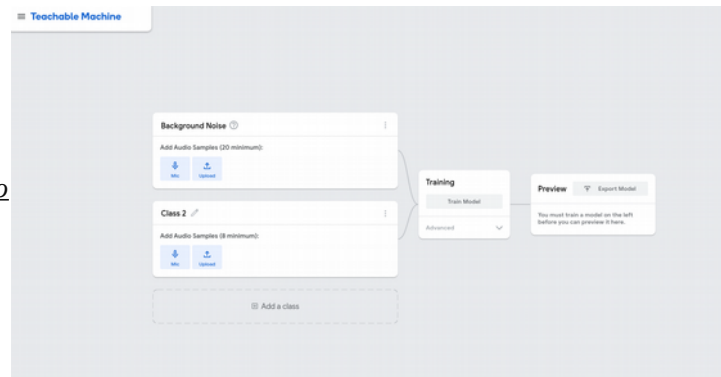 Teachable Machine
Background Noise
Add Audio Samples (20 minimum):
Mic
Upload
Class 2
Add Audio Samples (8 minimum):
Mic
Upload
Add a class
Training
Train Model
Advanced
Preview
Export Model
You must train a model on the left
before you can preview it here.